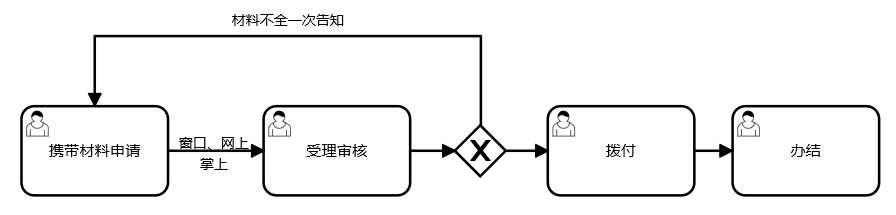 材料不全一次告知
携带材料申请
窗口、网上
掌上
受理审核
X
拨付
办结